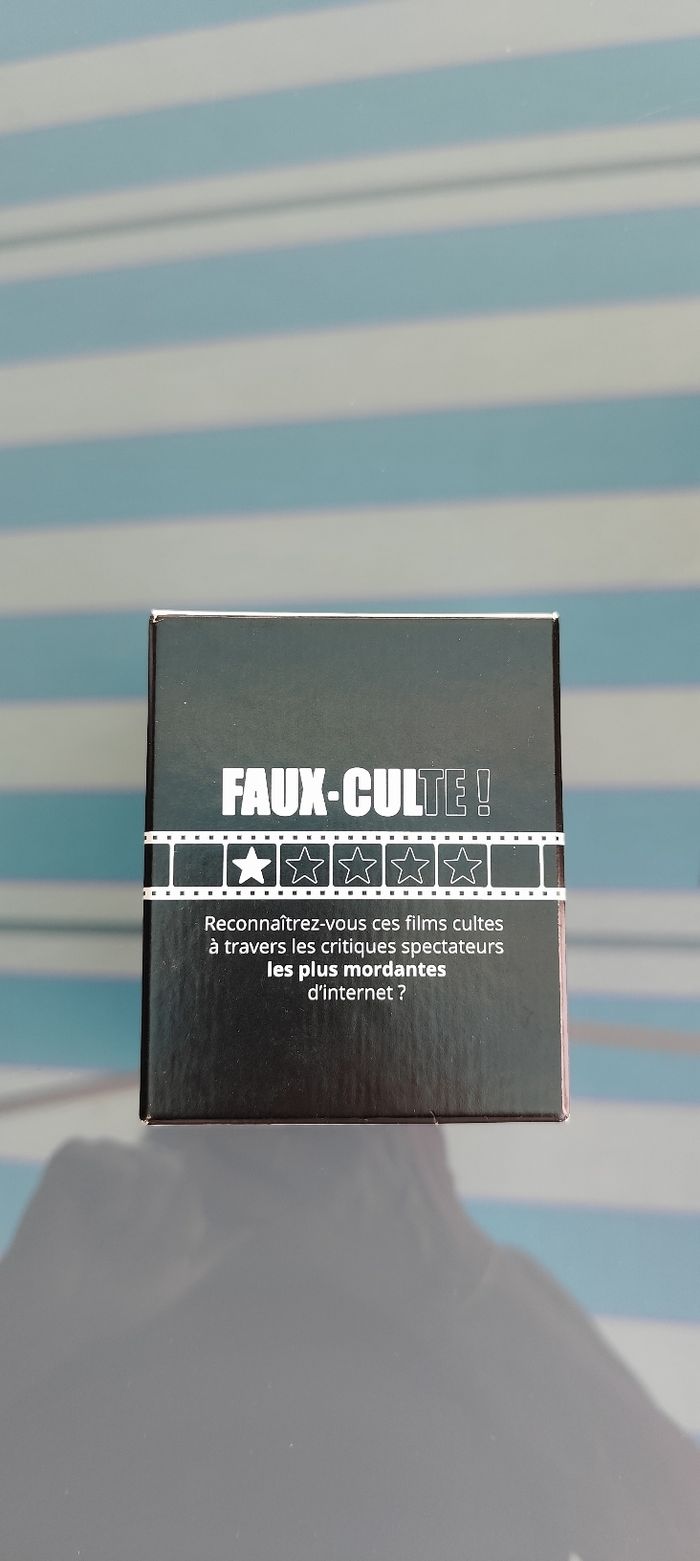 FAUX-CULTE !
Reconnaîtrez-vous ces films cultes
à travers les critiques spectateurs
les plus mordantes
d'internet ?